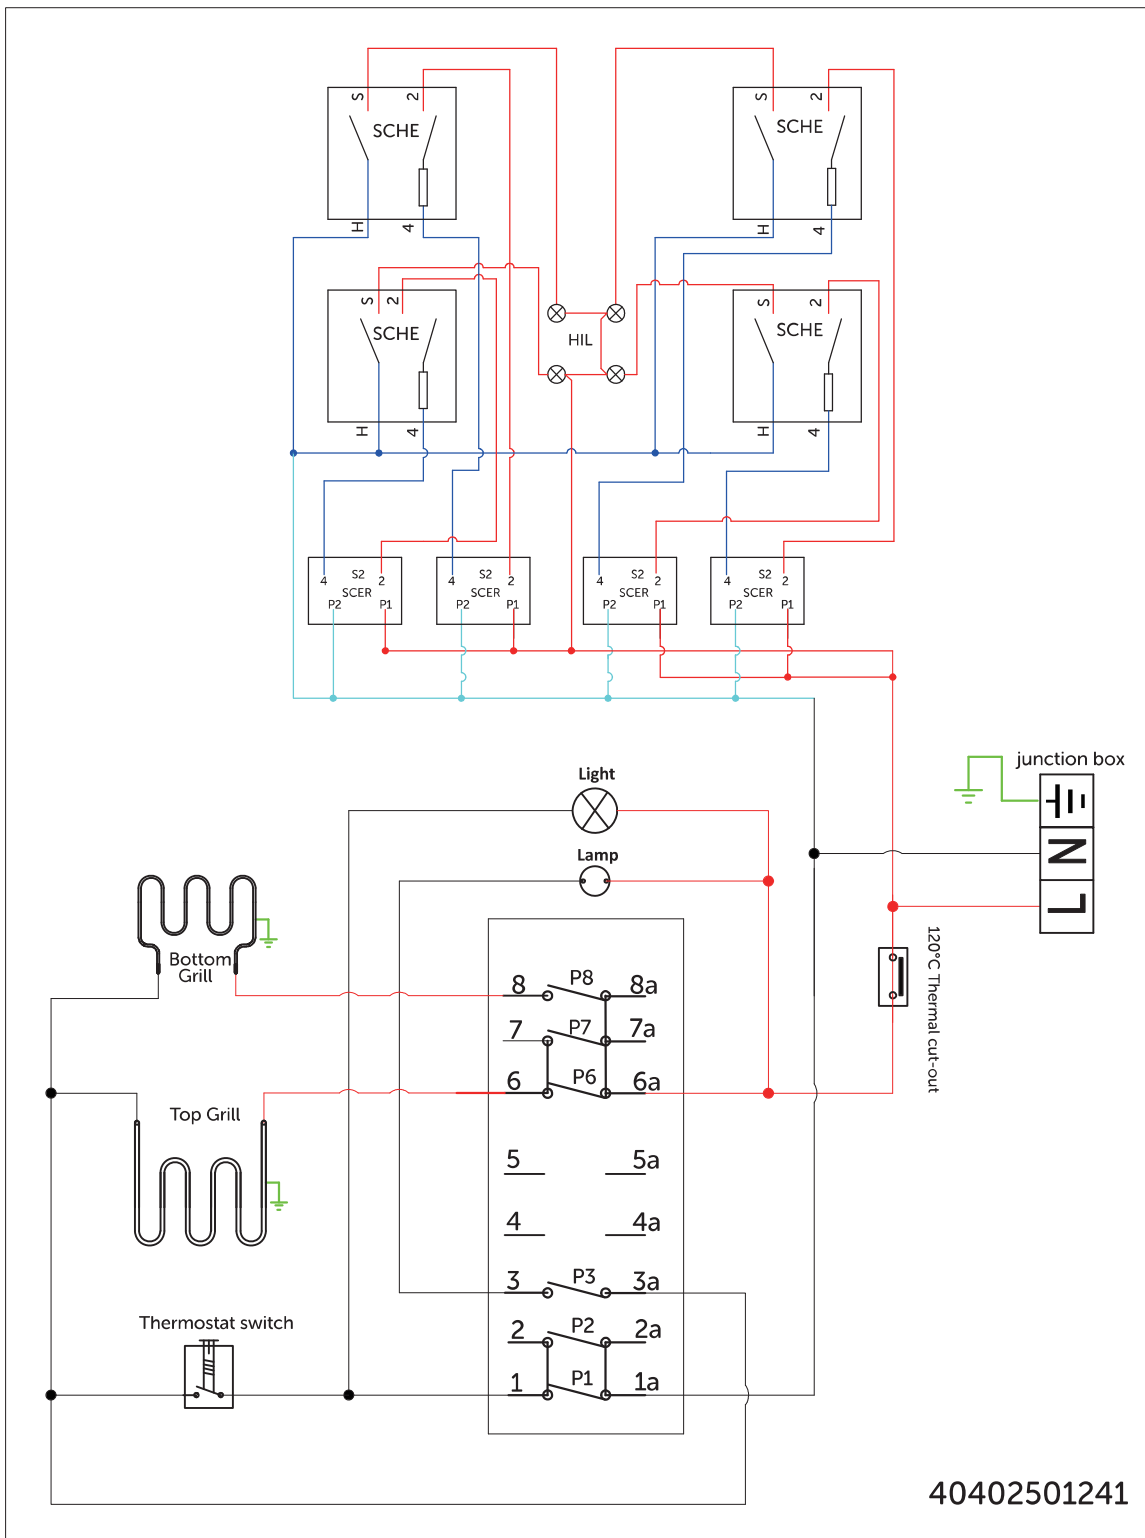 S 2
SCHE
H 4
S 2
SCHE
H 4
S 2
SCHE
H 4
S 2
SCHE
H 4
HIL
4 S2 2
SCER
P2 P1
4 S2 2
SCER
P2 P1
4 S2 2
SCER
P2 P1
4 S2 2
SCER
P2 P1
junction box
N
L
120°C Thermal cut-out
Light
Lamp
Bottom
Grill
Top Grill
Thermostat switch
8 P8 8a
7 P7 7a
6 P6 6a
5 5a
4 4a
3 P3 3a
2 P2 2a
1 P1 1a
40402501241